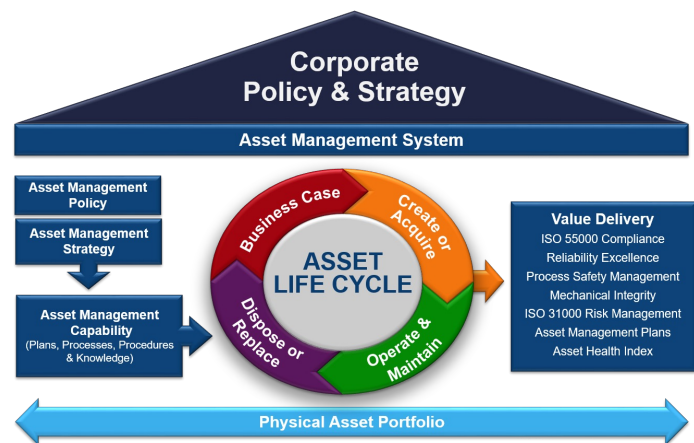 Corporate
Policy & Strategy
Asset Management System
Asset Management
Policy
Asset Management
Strategy
Asset Management
Capability
(Plans, Processes, Procedures
& Knowledge)
Business Case
Create or
Acquire
Operate &
Maintain
Dispose or
Replace
ASSET
LIFE CYCLE
Value Delivery
ISO 55000 Compliance
Reliability Excellence
Process Safety Management
Mechanical Integrity
ISO 31000 Risk Management
Asset Management Plans
Asset Health Index
Physical Asset Portfolio